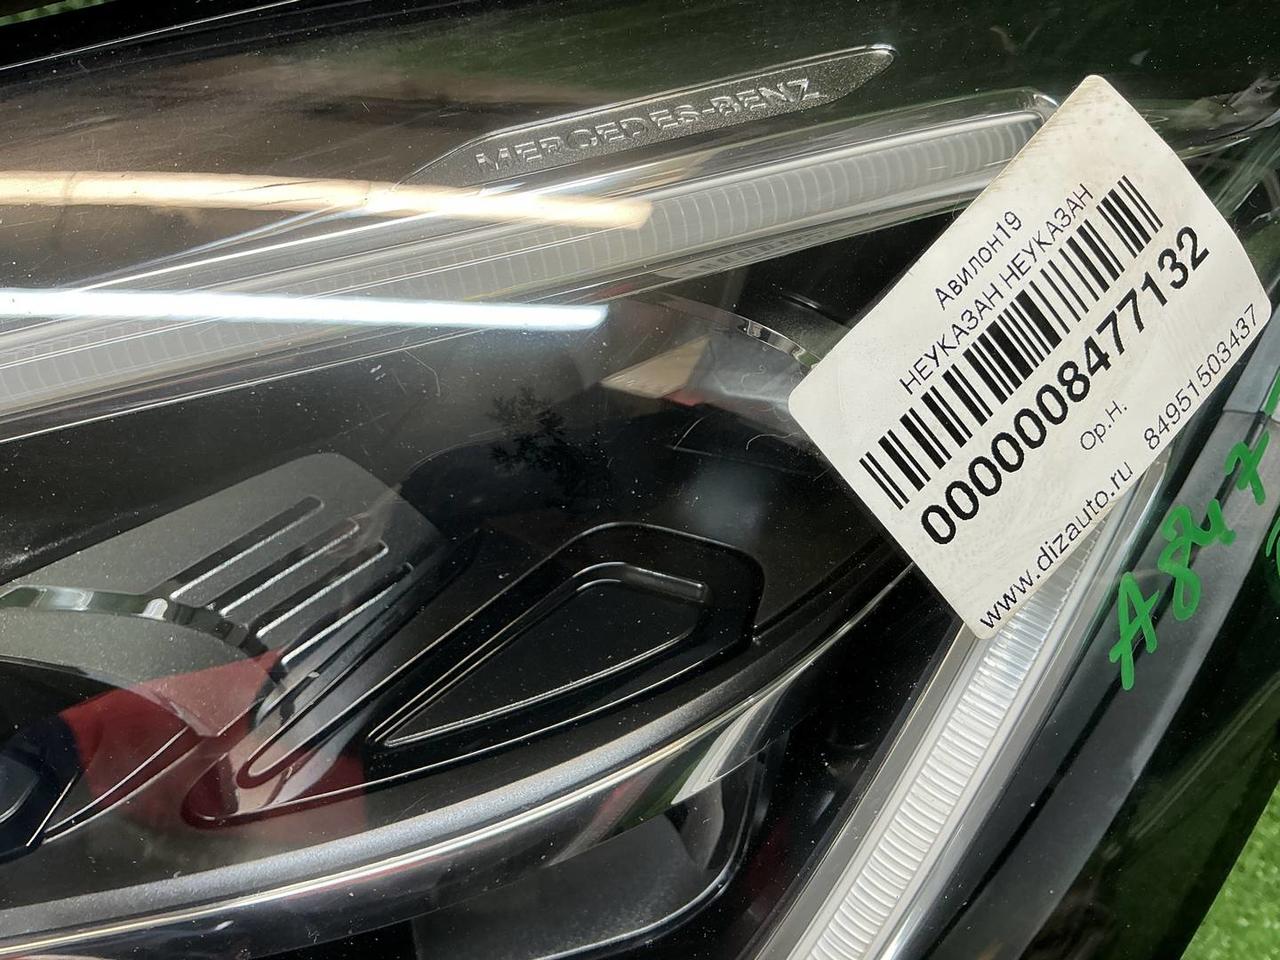 MERCEDES-BENZ
Авилон19
НЕУКАЗАН НЕУКАЗАН
0000008477132
Ор.Н.
www.dizauto.ru 84951503437